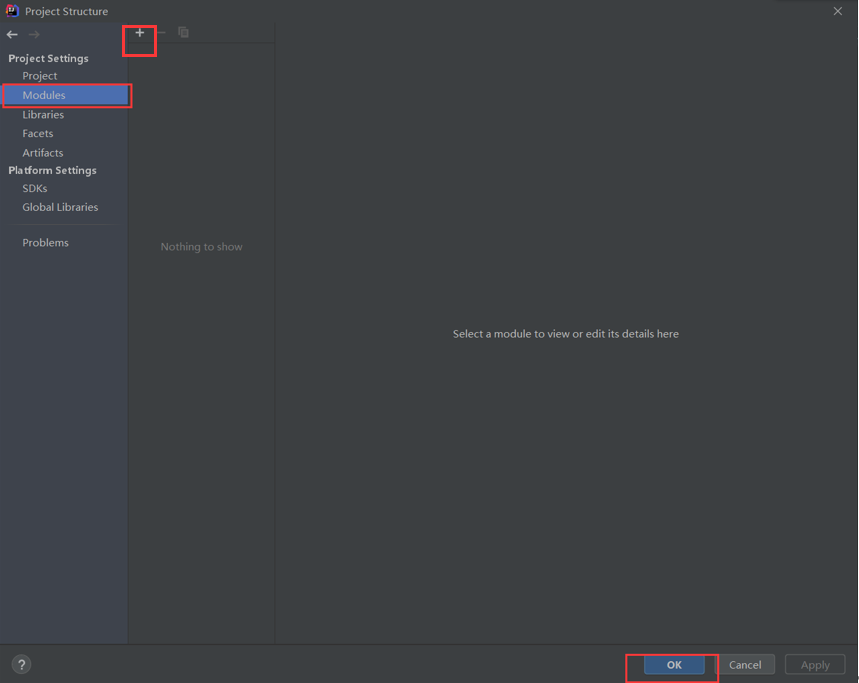 Project Structure
Project Settings
Project
Modules
Libraries
Facets
Artifacts
Platform Settings
SDKs
Global Libraries
Problems
Nothing to show
Select a module to view or edit its details here
?
OK
Cancel
Apply